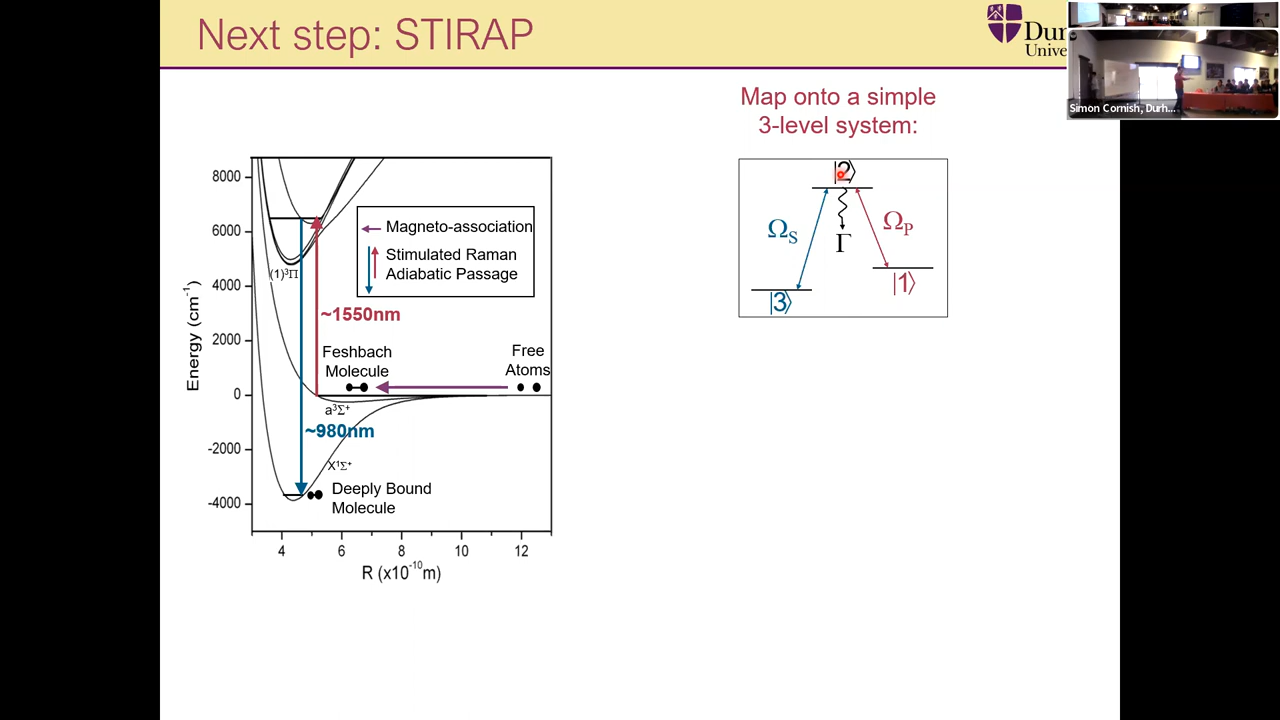 Next step: STIRAP
Simon Cornish, Durh...
Map onto a simple
3-level system:
|2⟩
Ω_S
Γ
Ω_P
|1⟩
|3⟩
8000
6000
4000
2000
0
-2000
-4000
Energy (cm⁻¹)
Magneto-association
Stimulated Raman
Adiabatic Passage
(1)³Π
~1550nm
Feshbach
Molecule
Free
Atoms
a³Σ⁺
~980nm
X¹Σ⁺
Deeply Bound
Molecule
4 6 8 10 12
R (x10⁻¹⁰m)